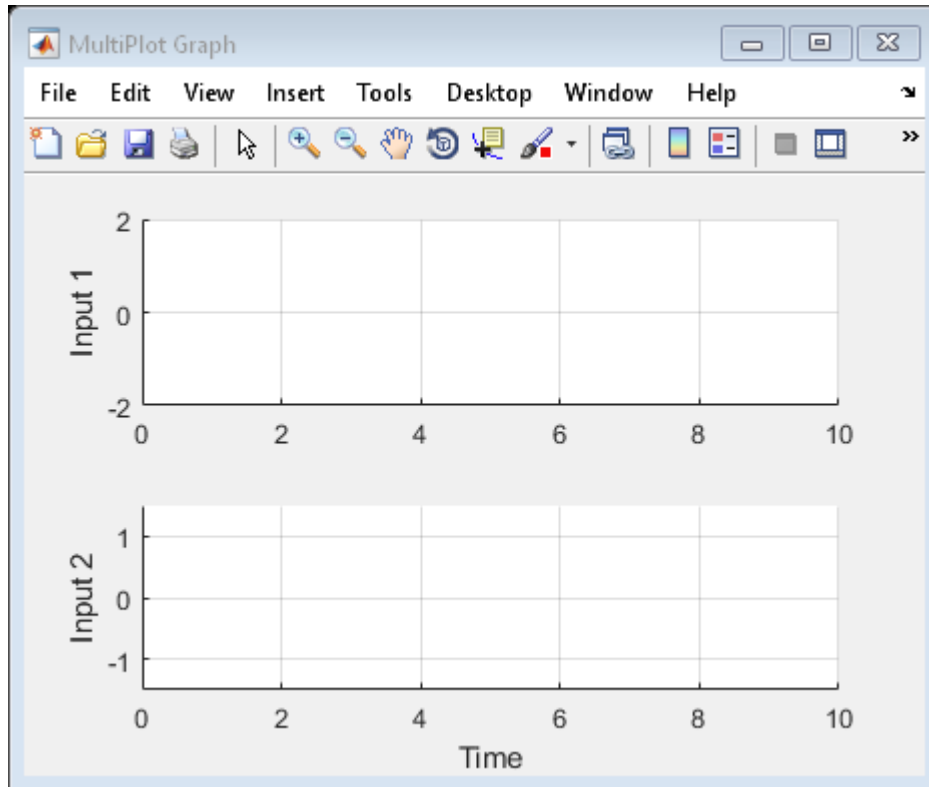 MultiPlot Graph
File Edit View Insert Tools Desktop Window Help
2
0
-2
Input 1
0 2 4 6 8 10
1
0
-1
Input 2
0 2 4 6 8 10
Time